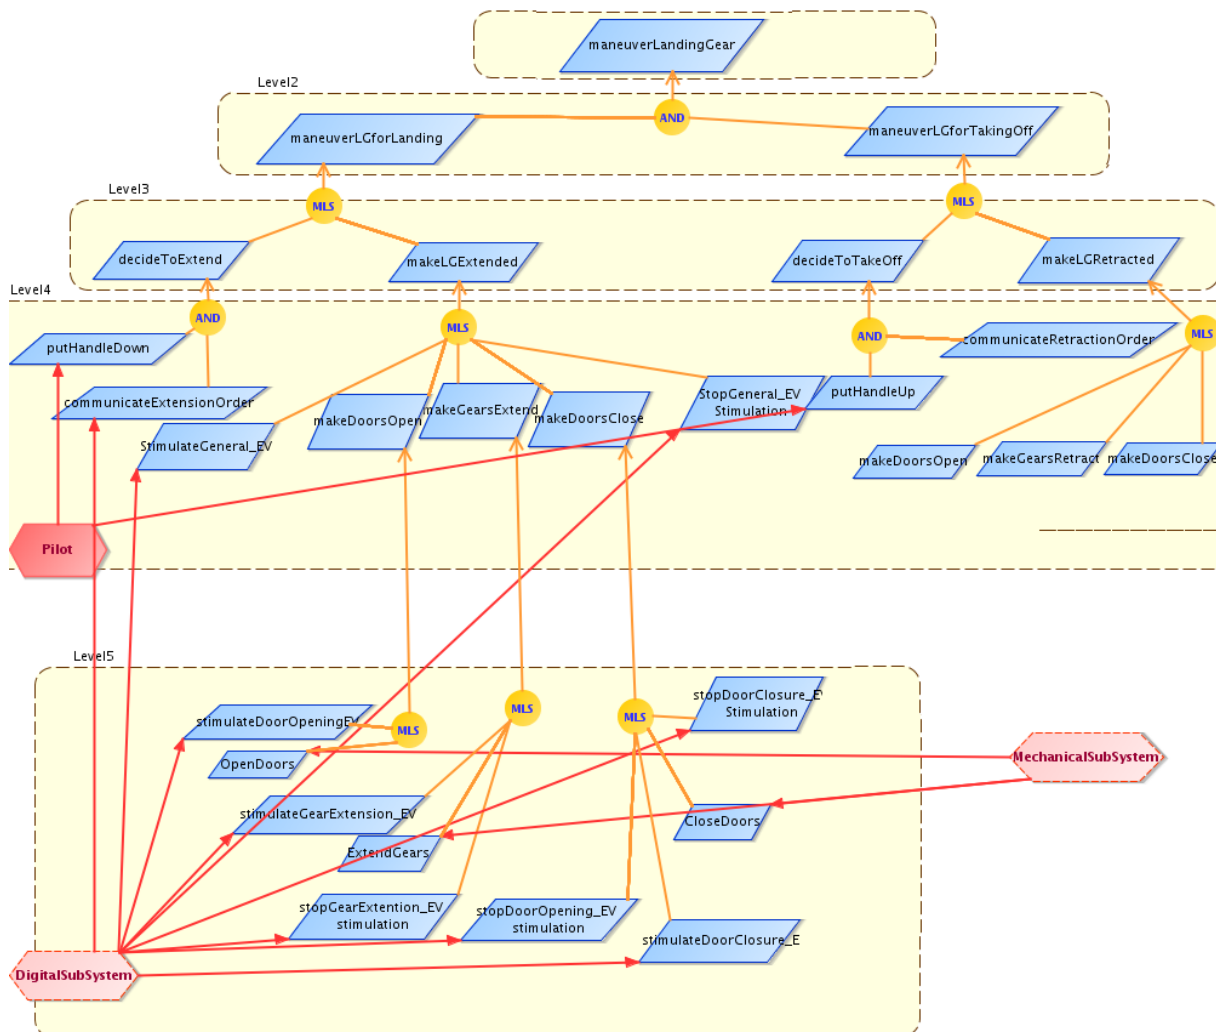 maneuverLandingGear
Level2
AND
maneuverLGforLanding
maneuverLGforTakingOff
Level3
MLS
MLS
decideToExtend
makeLGExtended
decideToTakeOff
makeLGRetracted
Level4
AND
MLS
AND
MLS
putHandleDown
communicateRetractionOrder
communicateExtensionOrder
makeDoorsOpen
makeGearsExtend
makeDoorsClose
StopGeneral_EV
Stimulation
putHandleUp
StimulateGeneral_EV
makeDoorsOpen
makeGearsRetract
makeDoorsClose
Pilot
Level5
stimulateDoorOpeningEV
MLS
MLS
MLS
stopDoorClosure_EV
Stimulation
OpenDoors
MechanicalSubSystem
stimulateGearExtension_EV
CloseDoors
ExtendGears
stopGearExtention_EV
stimulation
stopDoorOpening_EV
stimulation
stimulateDoorClosure_E
DigitalSubSystem